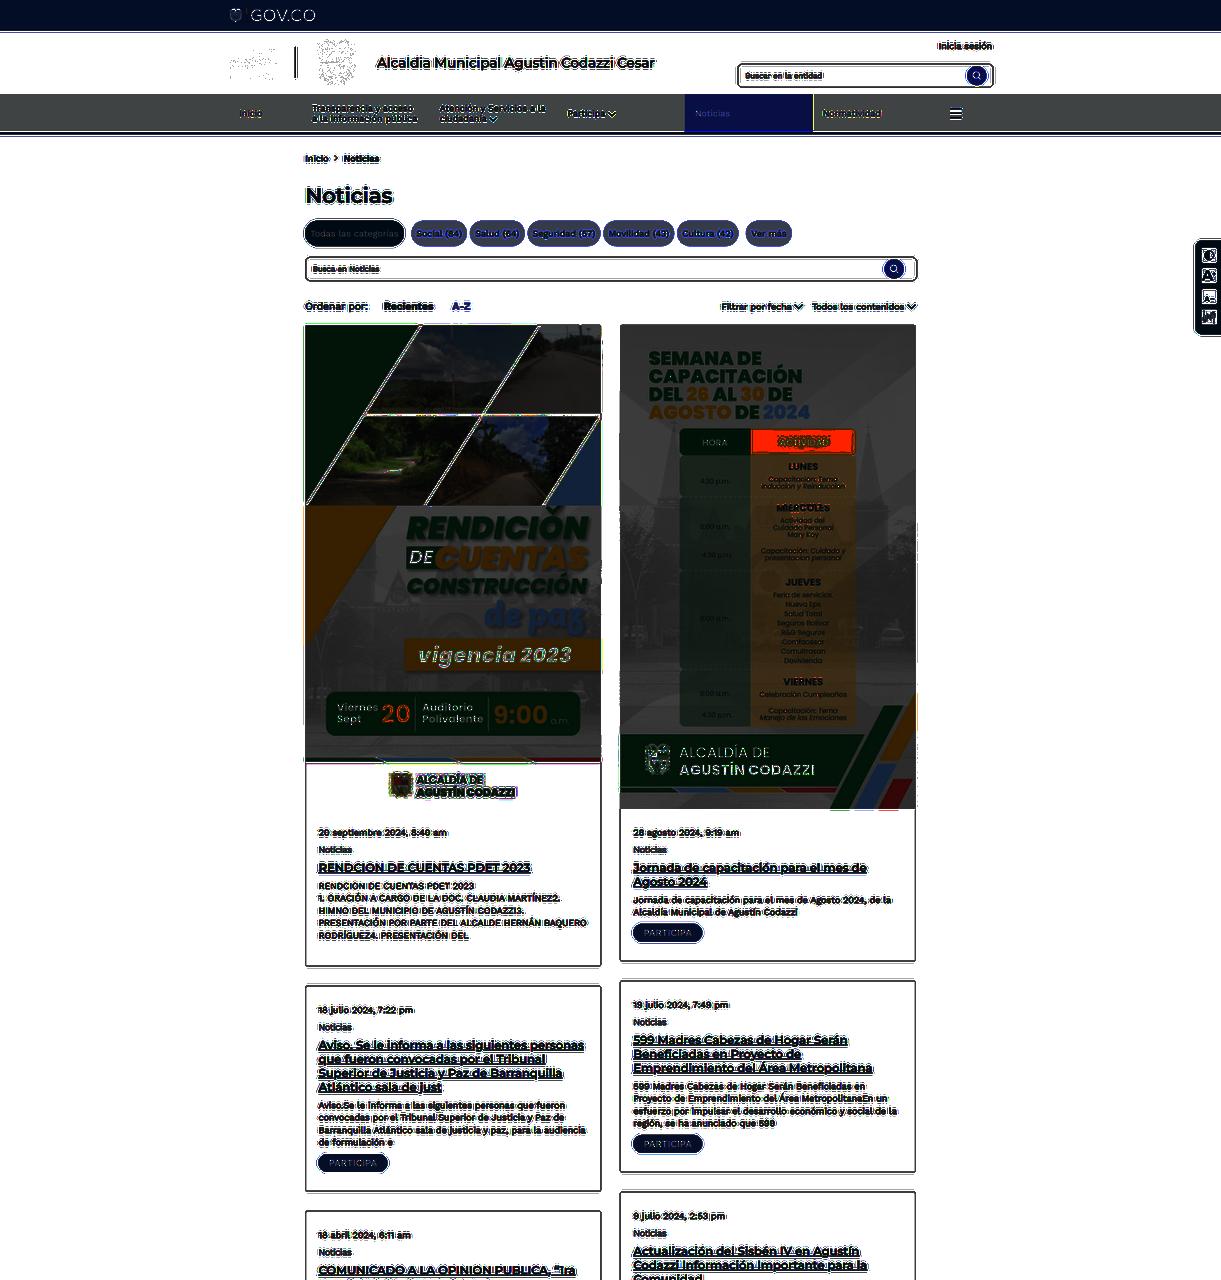 GOV.CO
Alcaldía Municipal Agustín Codazzi Cesar
Inicia sesión
Buscar en la entidad
Inicio
Transparencia y acceso
a la información pública
Atención y Servicios a la
ciudadanía
Participa
Noticias
Normatividad
Inicio > Noticias
Noticias
Todas las categorías
Social (84)
Salud (64)
Seguridad (57)
Movilidad (43)
Cultura (42)
Ver más
Busca en Noticias
Ordenar por: Recientes A-Z
Filtrar por fecha
Todos los contenidos
RENDICIÓN
DE CUENTAS
CONSTRUCCIÓN
de paz
vigencia 2023
Viernes
Sept 20
Auditorio
Polivalente
9:00 a.m.
ALCALDÍA DE
AGUSTÍN CODAZZI
20 septiembre 2024, 8:40 am
Noticias
RENDCION DE CUENTAS PDET 2023
RENDCION DE CUENTAS PDET 2023
1. ORACIÓN A CARGO DE LA DOC. CLAUDIA MARTÍNEZ2.
HIMNO DEL MUNICIPIO DE AGUSTÍN CODAZZI3.
PRESENTACIÓN POR PARTE DEL ALCALDE HERNÁN BAQUERO
RODRÍGUEZ4. PRESENTACIÓN DEL
SEMANA DE
CAPACITACIÓN
DEL 26 AL 30 DE
AGOSTO DE 2024
HORA
ACTIVIDAD
LUNES
4:30 p.m.
Capacitación: Tema
Inducción y Reinducción
MIERCOLES
8:00 a.m.
Actividad del
Cuidado Personal
Mary Kay
4:30 p.m.
Capacitación: Cuidado y
presentación personal
JUEVES
8:00 a.m.
Feria de servicios
Nueva Eps
Salud Total
Seguros Bolívar
R&G Seguros
Comfacesar
Comultrasan
Davivienda
VIERNES
8:00 a.m.
Celebración Cumpleaños
4:30 p.m.
Capacitación: Tema
Manejo de las Emociones
ALCALDÍA DE
AGUSTÍN CODAZZI
28 agosto 2024, 9:19 am
Noticias
Jornada de capacitación para el mes de
Agosto 2024
Jornada de capacitación para el mes de Agosto 2024, de la
Alcaldía Municipal de Agustín Codazzi
PARTICIPA
18 julio 2024, 7:22 pm
Noticias
Aviso. Se le informa a las siguientes personas
que fueron convocadas por el Tribunal
Superior de Justicia y Paz de Barranquilla
Atlántico sala de just
Aviso.Se le informa a las siguientes personas que fueron
convocadas por el Tribunal Superior de Justicia y Paz de
Barranquilla Atlántico sala de justicia y paz, para la audiencia
de formulación e
PARTICIPA
19 julio 2024, 7:49 pm
Noticias
599 Madres Cabezas de Hogar Serán
Beneficiadas en Proyecto de
Emprendimiento del Área Metropolitana
599 Madres Cabezas de Hogar Serán Beneficiadas en
Proyecto de Emprendimiento del Área MetropolitanaEn un
esfuerzo por impulsar el desarrollo económico y social de la
región, se ha anunciado que 599
PARTICIPA
18 abril 2024, 6:11 am
Noticias
COMUNICADO A LA OPINION PUBLICA, "Ira
9 julio 2024, 2:53 pm
Noticias
Actualización del Sisbén IV en Agustín
Codazzi Información Importante para la
Comunidad